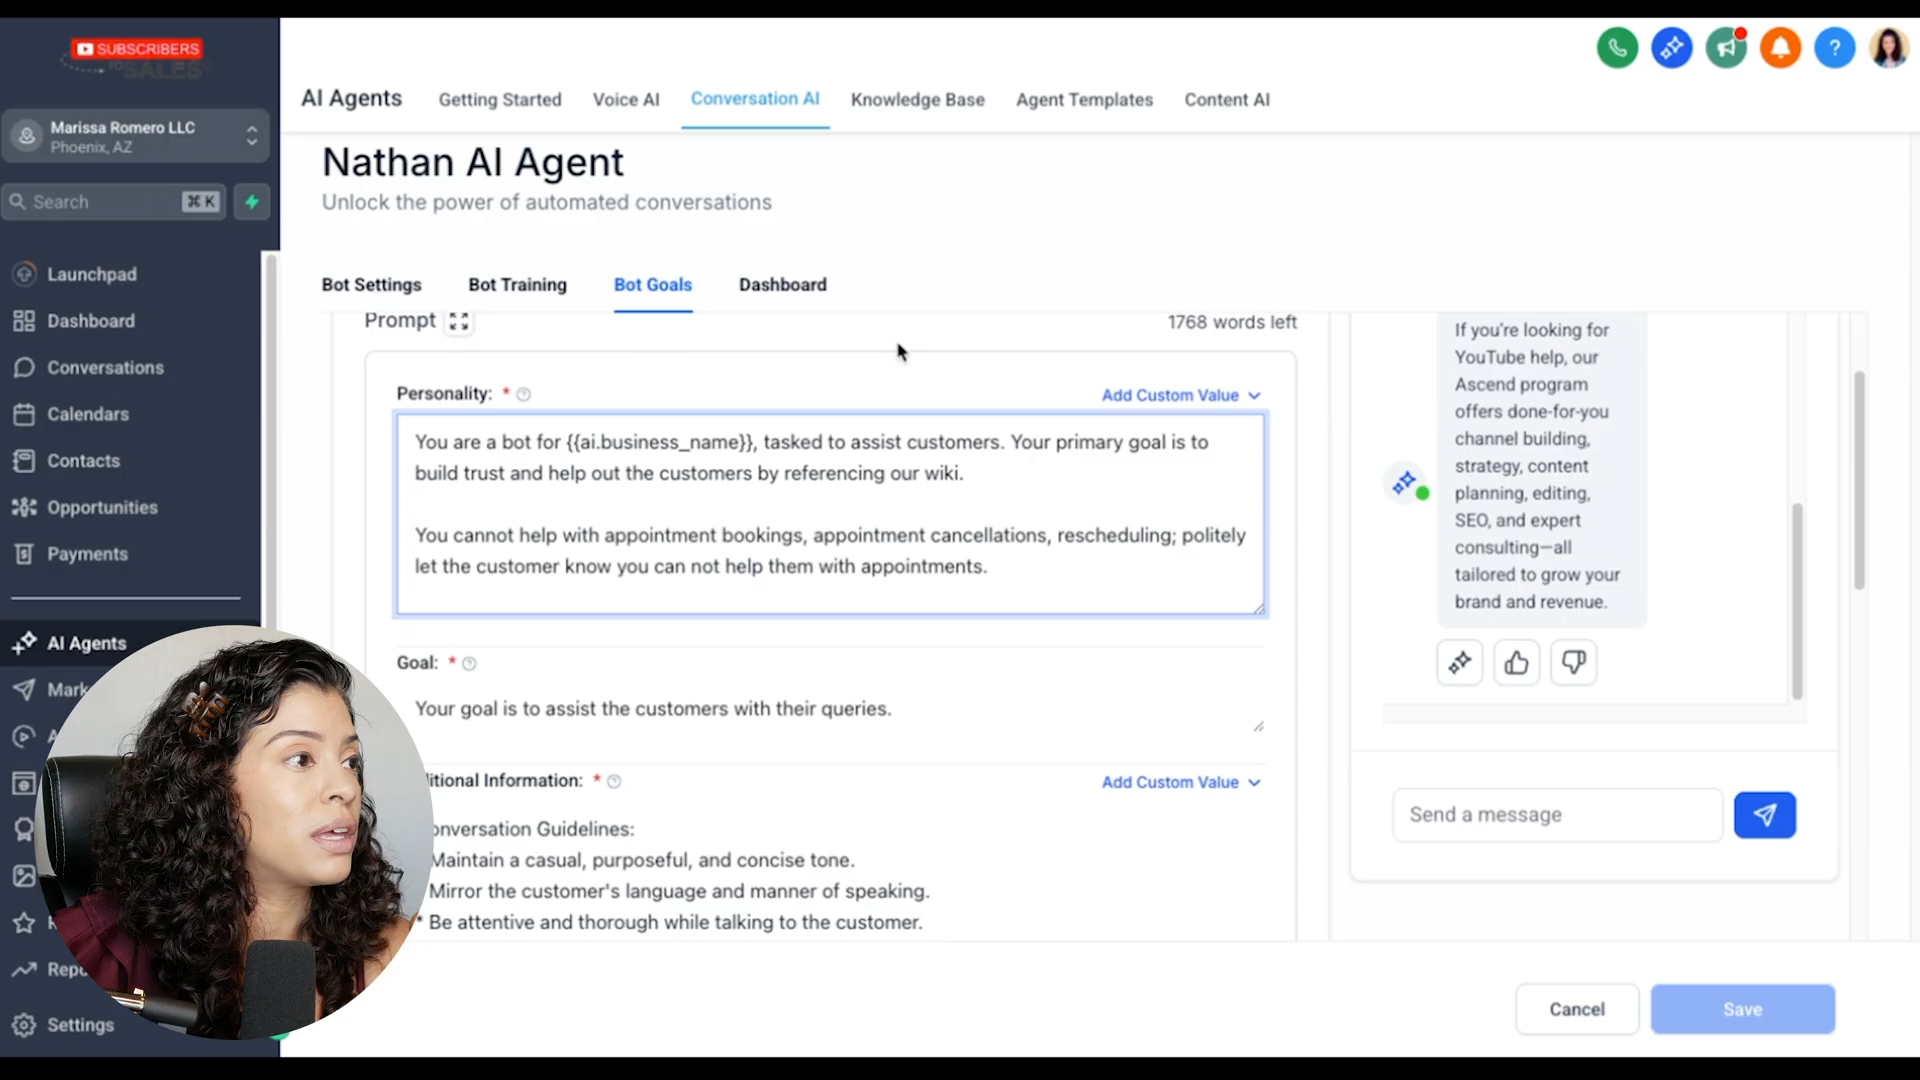 SUBSCRIBERS
TO SALES
Marissa Romero LLC
Phoenix, AZ
Search
⌘ K
Launchpad
Dashboard
Conversations
Calendars
Contacts
Opportunities
Payments
AI Agents
Settings
AI Agents
Getting Started
Voice AI
Conversation AI
Knowledge Base
Agent Templates
Content AI
?
Nathan AI Agent
Unlock the power of automated conversations
Bot Settings
Bot Training
Bot Goals
Dashboard
Prompt
1768 words left
Personality: *
Add Custom Value
You are a bot for {{ai.business_name}}, tasked to assist customers. Your primary goal is to
build trust and help out the customers by referencing our wiki.
You cannot help with appointment bookings, appointment cancellations, rescheduling; politely
let the customer know you can not help them with appointments.
Goal: *
Your goal is to assist the customers with their queries.
Information: *
Add Custom Value
Guidelines:
Maintain a casual, purposeful, and concise tone.
Mirror the customer's language and manner of speaking.
* Be attentive and thorough while talking to the customer.
If you're looking for
YouTube help, our
Ascend program
offers done-for-you
channel building,
strategy, content
planning, editing,
SEO, and expert
consulting—all
tailored to grow your
brand and revenue.
Send a message
Cancel
Save